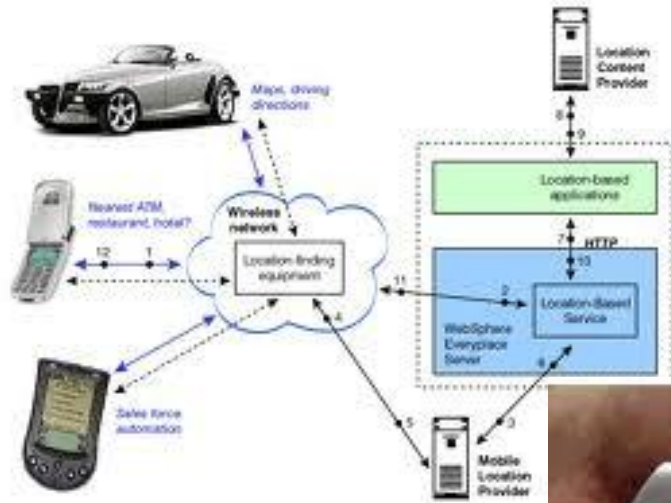 Location
Content
Provider
Maps, driving
directions
8
9
Location-based
applications
Nearest ATM,
restaurant, hotel?
Wireless
network
7
HTTP
10
12
1
Location-finding
equipment
11
2
Location-Based
Service
4
WebSphere
Everyplace
Server
6
Sales force
automation
5
3
Mobile
Location
Provider